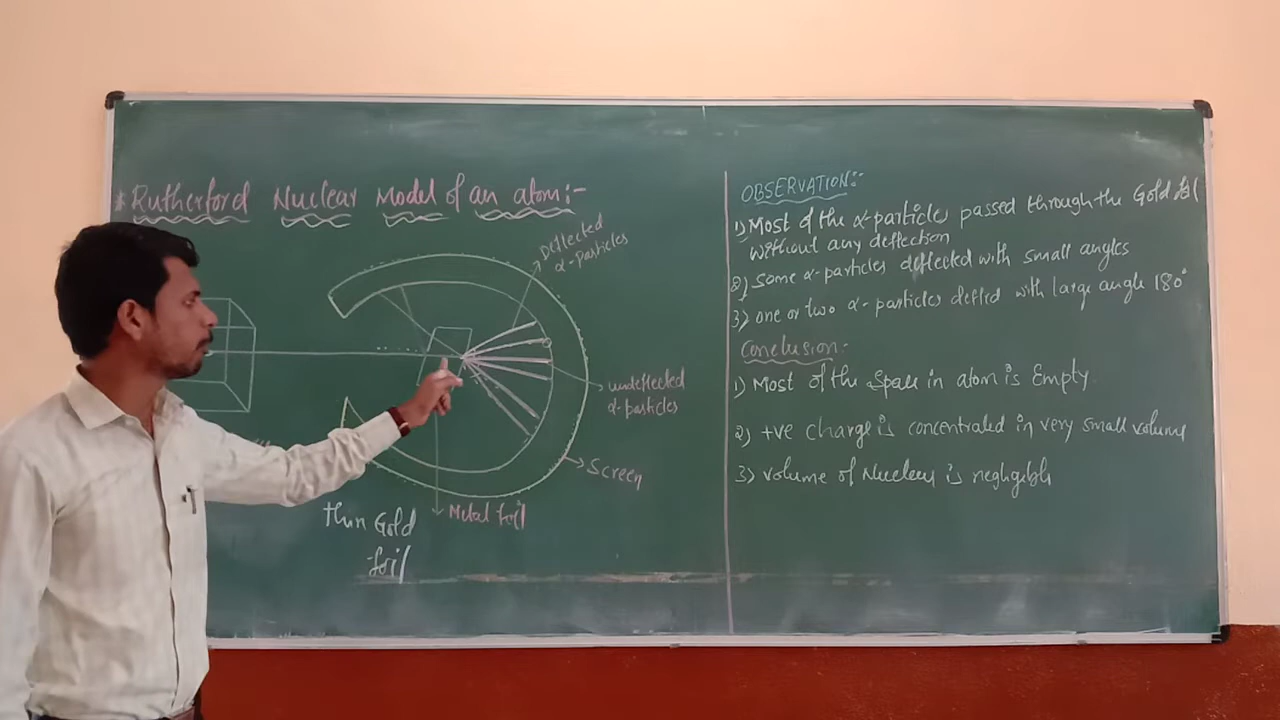 * Rutherford Nuclear Model of an atom:-
Deflected
α-Particles
undeflected
α-particles
Screen
Metal foil
thin Gold
foil
OBSERVATION:-
1) Most of the α-particles passed through the Gold foil
without any deflection
2) Some α-particles deflected with small angles
3) one or two α-particles defled with large angle 180°
Conclusion:-
1) Most of the Space in atom is Empty
2) +ve charge is concentrated in very small volume
3) volume of Nucleus is neghgible